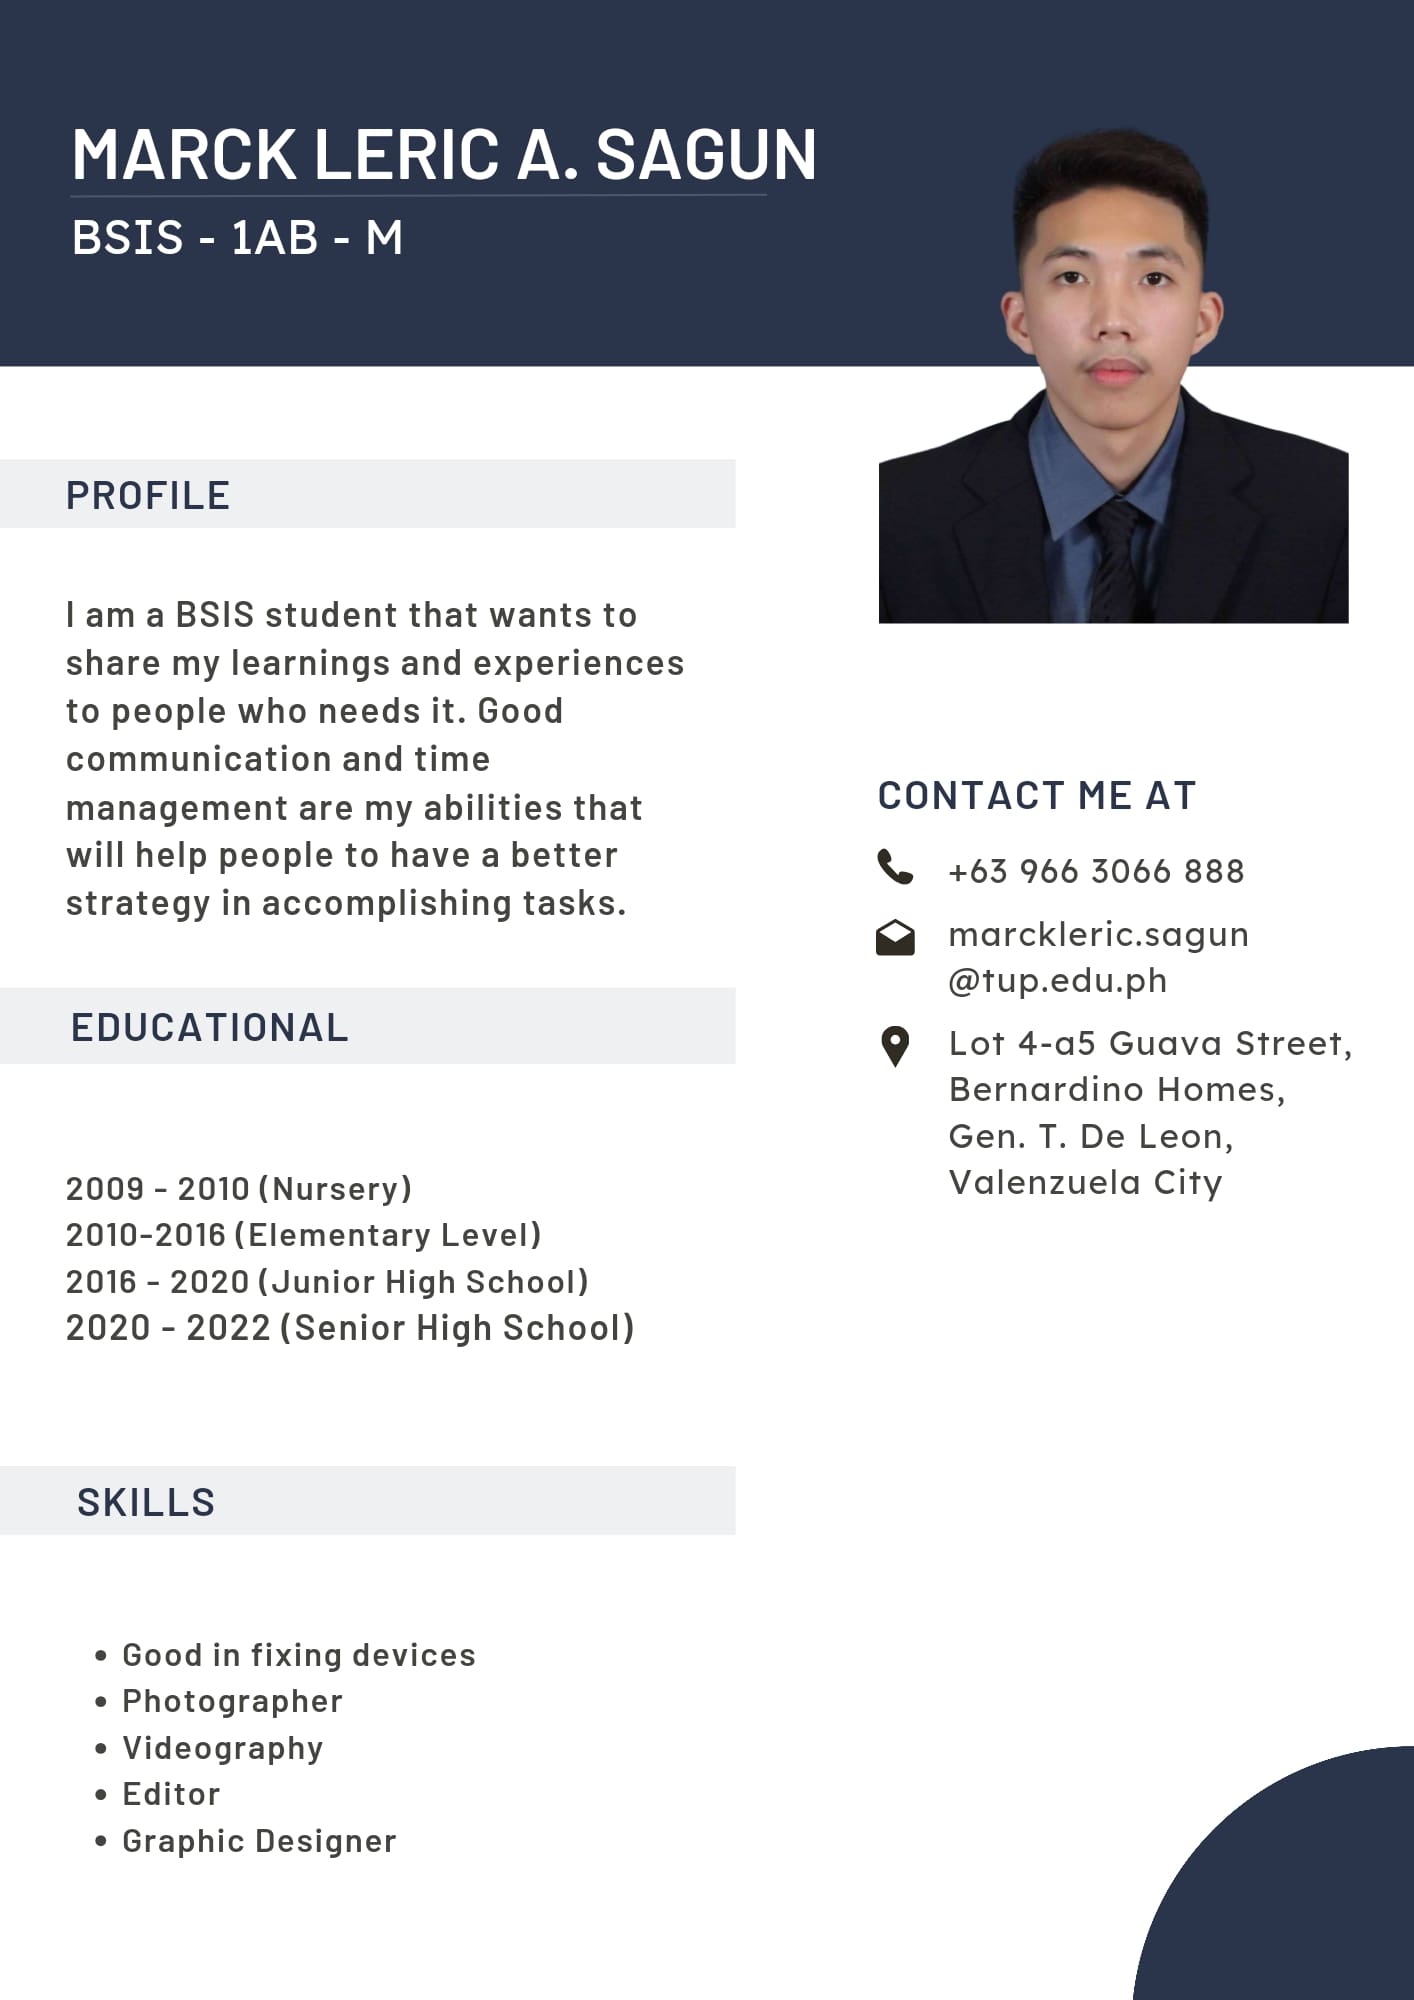 MARCK LERIC A. SAGUN
BSIS - 1AB - M
PROFILE
I am a BSIS student that wants to
share my learnings and experiences
to people who needs it. Good
communication and time
management are my abilities that
will help people to have a better
strategy in accomplishing tasks.
EDUCATIONAL
2009 - 2010 (Nursery)
2010-2016 (Elementary Level)
2016 - 2020 (Junior High School)
2020 - 2022 (Senior High School)
SKILLS
• Good in fixing devices
• Photographer
• Videography
• Editor
• Graphic Designer
CONTACT ME AT
+63 966 3066 888
marckleric.sagun
@tup.edu.ph
Lot 4-a5 Guava Street,
Bernardino Homes,
Gen. T. De Leon,
Valenzuela City